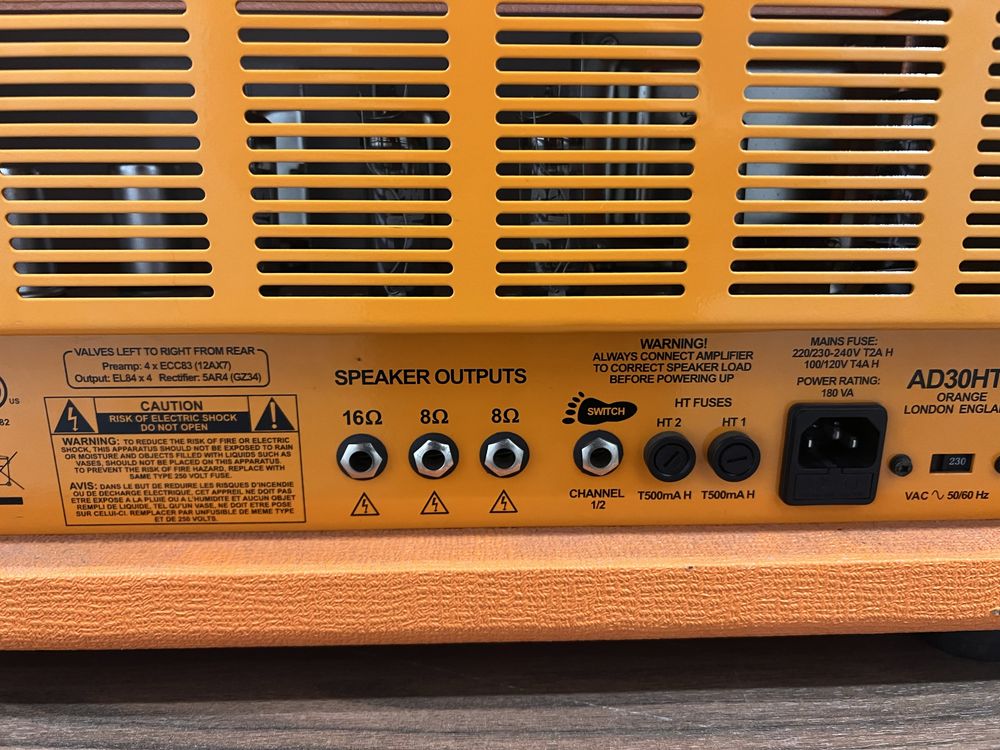 VALVES LEFT TO RIGHT FROM REAR
Preamp: 4 x ECC83 (12AX7)
Output: EL84 x 4 Rectifier: 5AR4 (GZ34)
US
82
CAUTION
RISK OF ELECTRIC SHOCK
DO NOT OPEN
WARNING: TO REDUCE THE RISK OF FIRE OR ELECTRIC
SHOCK, THIS APPARATUS SHOULD NOT BE EXPOSED TO RAIN
OR MOISTURE AND OBJECTS FILLED WITH LIQUIDS SUCH AS
VASES, SHOULD NOT BE PLACED ON THIS APPARATUS.
TO PREVENT THE RISK OF FIRE HAZARD, REPLACE WITH
SAME TYPE 250 VOLT FUSE.
AVIS: DANS LE BUT DE REDUIRE LES RISQUES D'INCENDIE
OU DE DECHARGE ELECTRIQUE, CET APPREIL NE DOIT PAS
ETRE EXPOSE A LA PLUIE OU A L'HUMIDITE ET AUCUN OBJET
REMPLI DE LIQUIDE, TEL QU'UN VASE, NE DOIT ETRE POSE
SUR CELUI-CI. REMPLACER PAR UNFUSIBLE DE MEME TYPE
ET DE 250 VOLTS.
SPEAKER OUTPUTS
16Ω 8Ω 8Ω
WARNING!
ALWAYS CONNECT AMPLIFIER
TO CORRECT SPEAKER LOAD
BEFORE POWERING UP
SWITCH
CHANNEL
1/2
HT FUSES
HT 2 HT 1
T500mA H T500mA H
MAINS FUSE:
220/230-240V T2A H
100/120V T4A H
POWER RATING:
180 VA
AD30HT
ORANGE
LONDON ENGLA
230
VAC ∿ 50/60 Hz